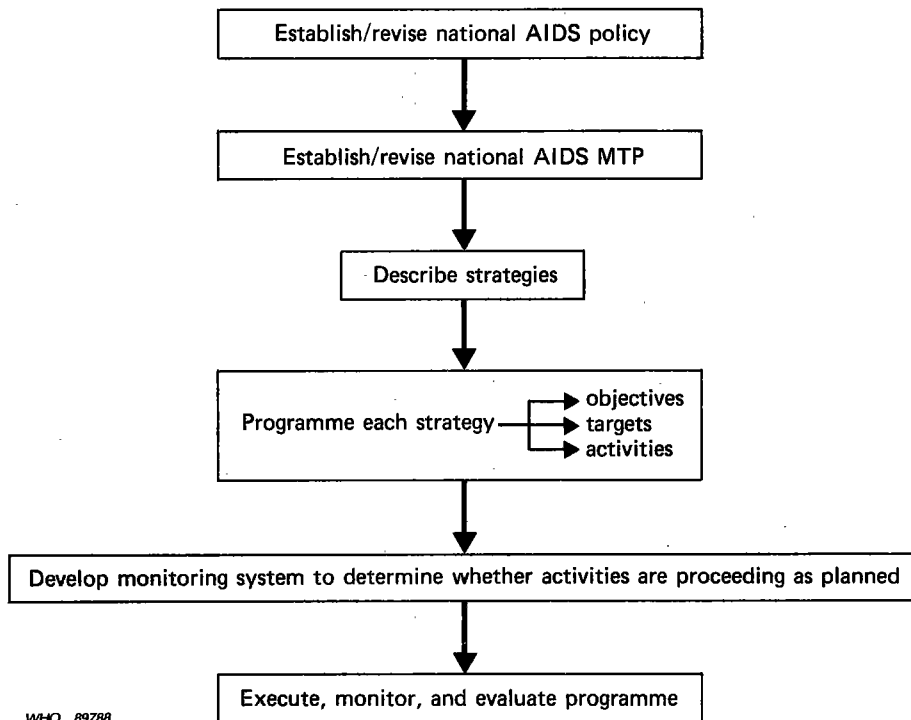 Establish/revise national AIDS policy
Establish/revise national AIDS MTP
Describe strategies
Programme each strategy
objectives
targets
activities
Develop monitoring system to determine whether activities are proceeding as planned
Execute, monitor, and evaluate programme
WHO 89788